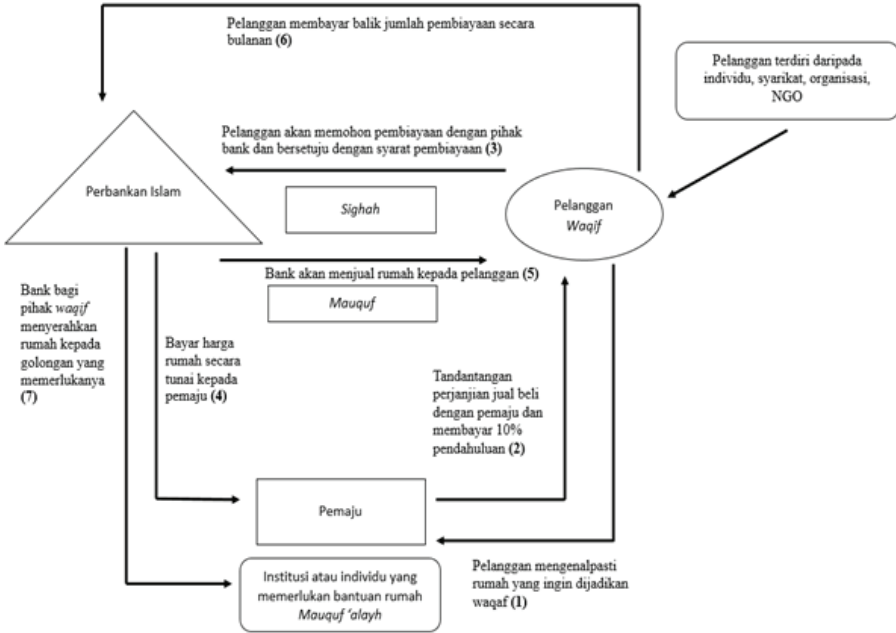 Pelanggan membayar balik jumlah pembiayaan secara
bulanan (6)
Pelanggan terdiri daripada
individu, syarikat, organisasi,
NGO
Pelanggan akan memohon pembiayaan dengan pihak
bank dan bersetuju dengan syarat pembiayaan (3)
Perbankan Islam
Sighah
Pelanggan
Waqif
Bank akan menjual rumah kepada pelanggan (5)
Mauquf
Bank bagi
pihak waqif
menyerahkan
rumah kepada
golongan yang
memerlukanya
(7)
Bayar harga
rumah secara
tunai kepada
pemaju (4)
Tandantangan
perjanjian jual beli
dengan pemaju dan
membayar 10%
pendahuluan (2)
Pemaju
Institusi atau individu yang
memerlukan bantuan rumah
Mauquf ‘alayh
Pelanggan mengenalpasti
rumah yang ingin dijadikan
waqaf (1)